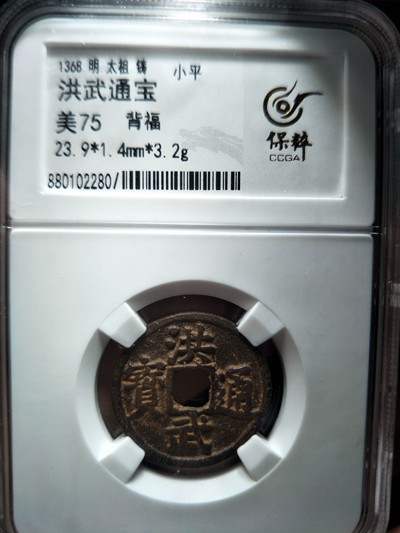 1368 明 太祖 铸 小平
洪武通宝
美75 背福
23.9*1.4mm*3.2g
880102280/
保粹
CCGA
洪武通寶